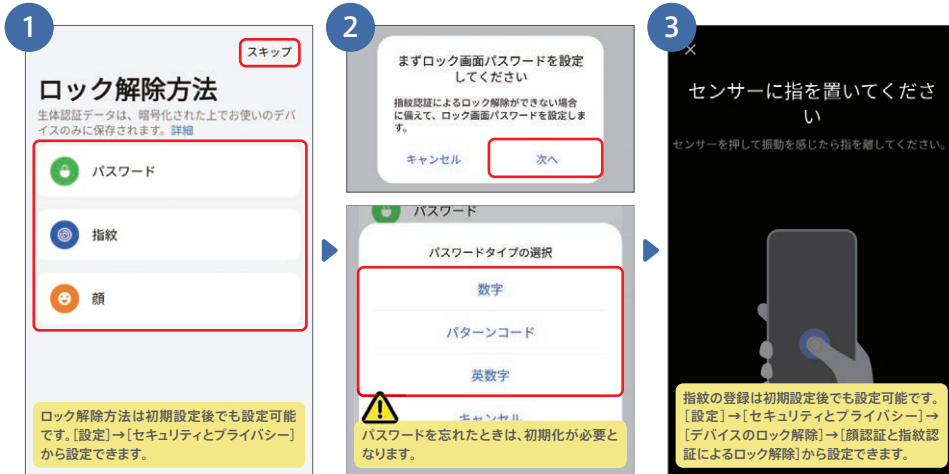 1
スキップ
ロック解除方法
生体認証データは、暗号化された上でお使いのデバ
イスのみに保存されます。詳細
パスワード
指紋
顔
ロック解除方法は初期設定後でも設定可能
です。[設定]→[セキュリティとプライバシー]
から設定できます。
2
まずロック画面パスワードを設定
してください
指紋認証によるロック解除ができない場合
に備えて、ロック画面パスワードを設定しま
す。
キャンセル 次へ
パスワード
パスワードタイプの選択
数字
パターンコード
英数字
キャンセル
パスワードを忘れたときは、初期化が必要と
なります。
3
センサーに指を置いてくださ
い
センサーを押して振動を感じたら指を離してください。
指紋の登録は初期設定後でも設定可能です。
[設定]→[セキュリティとプライバシー]→
[デバイスのロック解除]→[顔認証と指紋認
証によるロック解除]から設定できます。